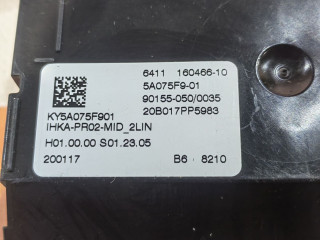 6411 160466-10
5A075F9-01
90155-050/0035
KY5A075F901 20B017PP5983
IHKA-PR02-MID_2LIN
H01.00.00 S01.23.05
200117 B6 8210